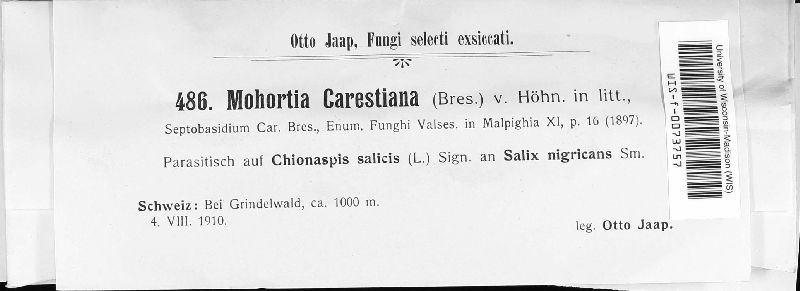 Otto Jaap, Fungi selecti exsiccati.
486. Mohortia Carestiana (Bres.) v. Höhn. in litt.,
Septobasidium Car. Bres., Enum. Funghi Valses. in Malpighia XI, p. 16 (1897).
Parasitisch auf Chionaspis salicis (L.) Sign. an Salix nigricans Sm.
Schweiz: Bei Grindelwald, ca. 1000 m.
4. VIII. 1910.
leg. Otto Jaap.
University of Wisconsin-Madison (WIS)
WIS-f-0073757